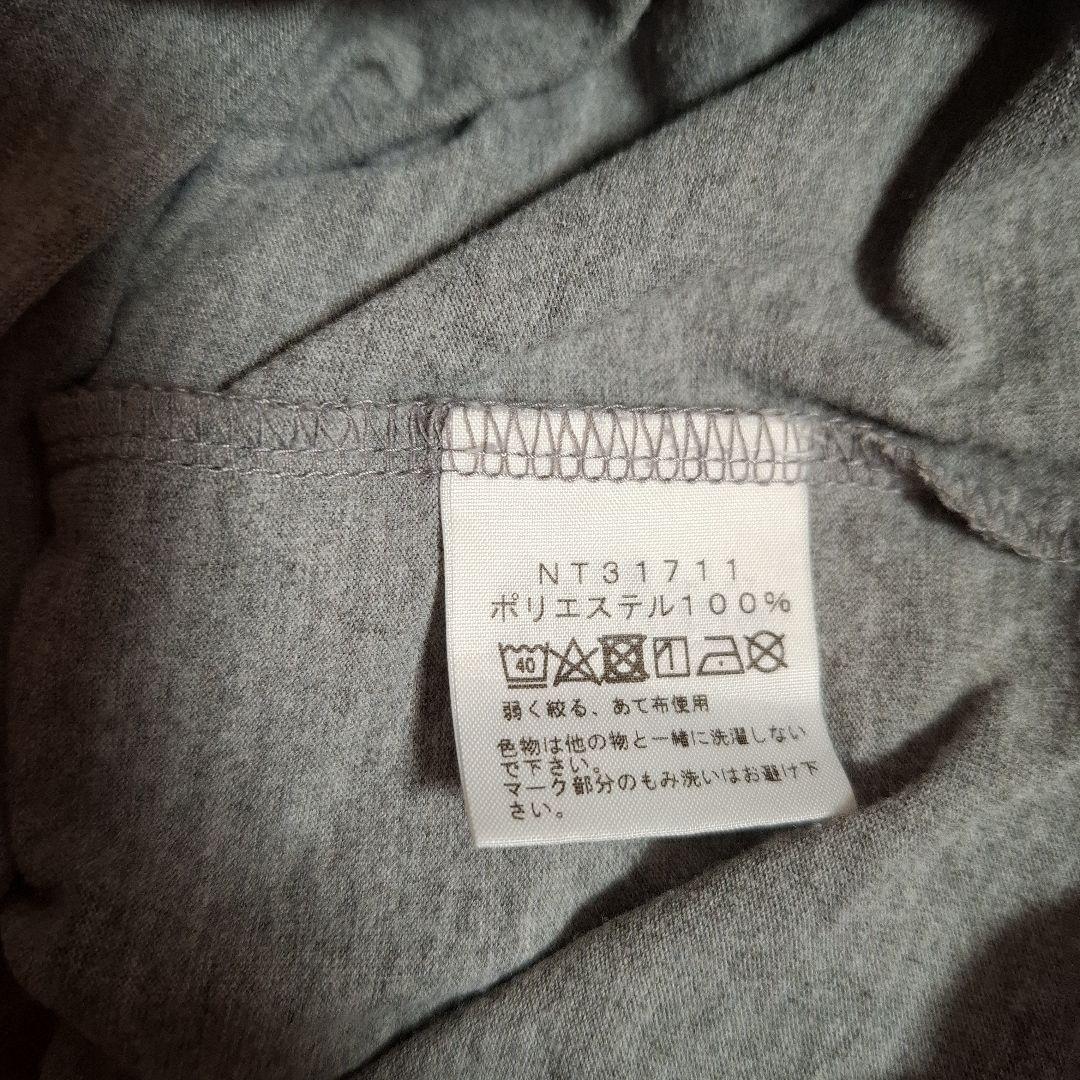 NT31711
ポリエステル100%
40
弱く絞る、あて布使用
色物は他の物と一緒に洗濯しない
で下さい。
マーク部分のもみ洗いはお避け下
さい。